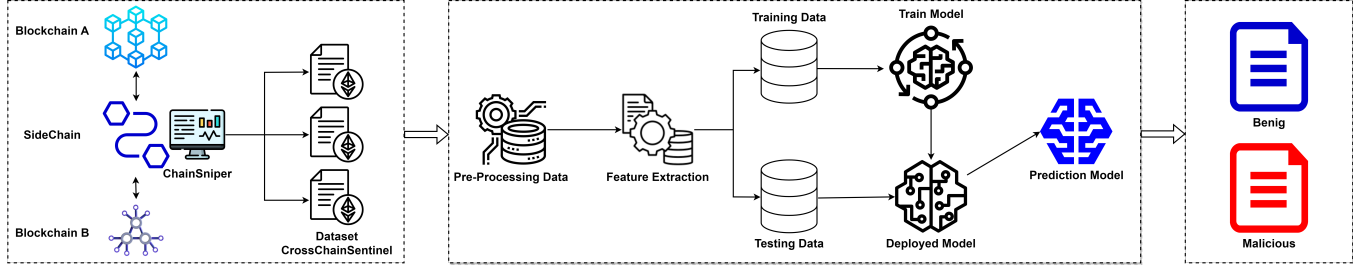 Blockchain A
SideChain
ChainSniper
Blockchain B
Dataset
CrossChainSentinel
Pre-Processing Data
Feature Extraction
Training Data
Testing Data
Train Model
Deployed Model
Prediction Model
Benig
Malicious